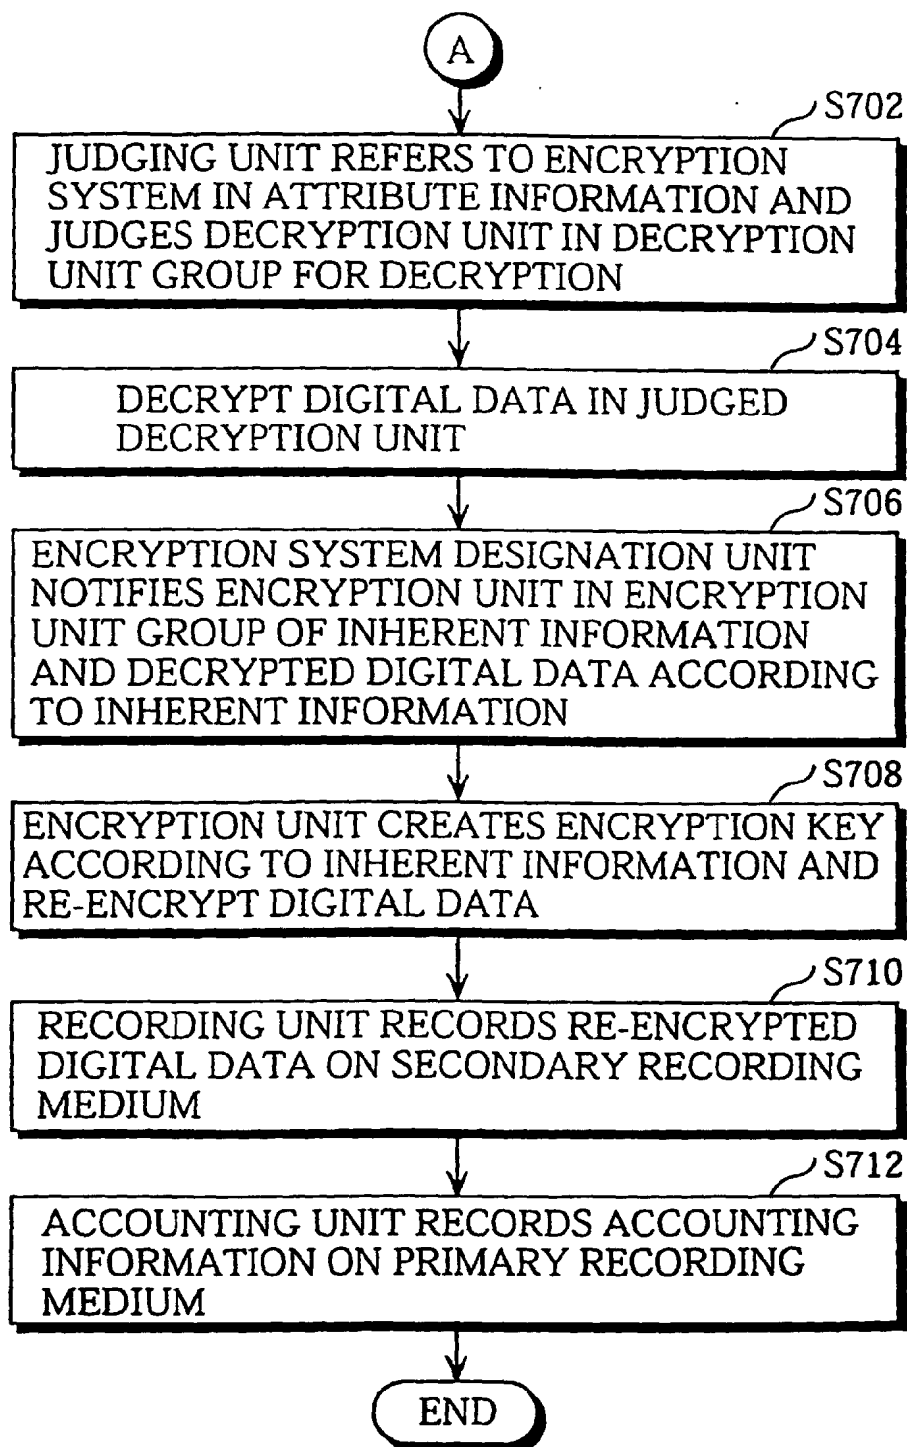 A
S702
JUDGING UNIT REFERS TO ENCRYPTION
SYSTEM IN ATTRIBUTE INFORMATION AND
JUDGES DECRYPTION UNIT IN DECRYPTION
UNIT GROUP FOR DECRYPTION
S704
DECRYPT DIGITAL DATA IN JUDGED
DECRYPTION UNIT
S706
ENCRYPTION SYSTEM DESIGNATION UNIT
NOTIFIES ENCRYPTION UNIT IN ENCRYPTION
UNIT GROUP OF INHERENT INFORMATION
AND DECRYPTED DIGITAL DATA ACCORDING
TO INHERENT INFORMATION
S708
ENCRYPTION UNIT CREATES ENCRYPTION KEY
ACCORDING TO INHERENT INFORMATION AND
RE-ENCRYPT DIGITAL DATA
S710
RECORDING UNIT RECORDS RE-ENCRYPTED
DIGITAL DATA ON SECONDARY RECORDING
MEDIUM
S712
ACCOUNTING UNIT RECORDS ACCOUNTING
INFORMATION ON PRIMARY RECORDING
MEDIUM
END